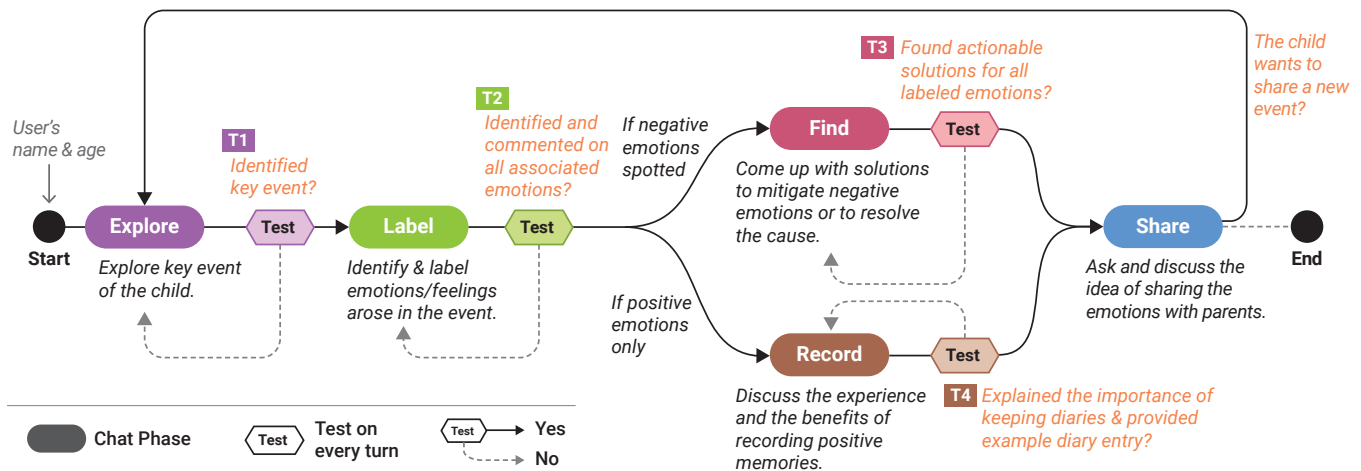 User's
name & age
Start
Explore
Explore key event
of the child.
T1
Identified
key event?
Test
Label
Identify & label
emotions/feelings
arose in the event.
T2
Identified and
commented on
all associated
emotions?
Test
If negative
emotions
spotted
If positive
emotions
only
Find
Come up with solutions
to mitigate negative
emotions or to resolve
the cause.
T3
Found actionable
solutions for all
labeled emotions?
Test
Record
Discuss the experience
and the benefits of
recording positive
memories.
Test
T4
Explained the importance of
keeping diaries & provided
example diary entry?
Share
Ask and discuss the
idea of sharing the
emotions with parents.
The child
wants to
share a new
event?
End
Chat Phase
Test
Test on
every turn
Test
Yes
No